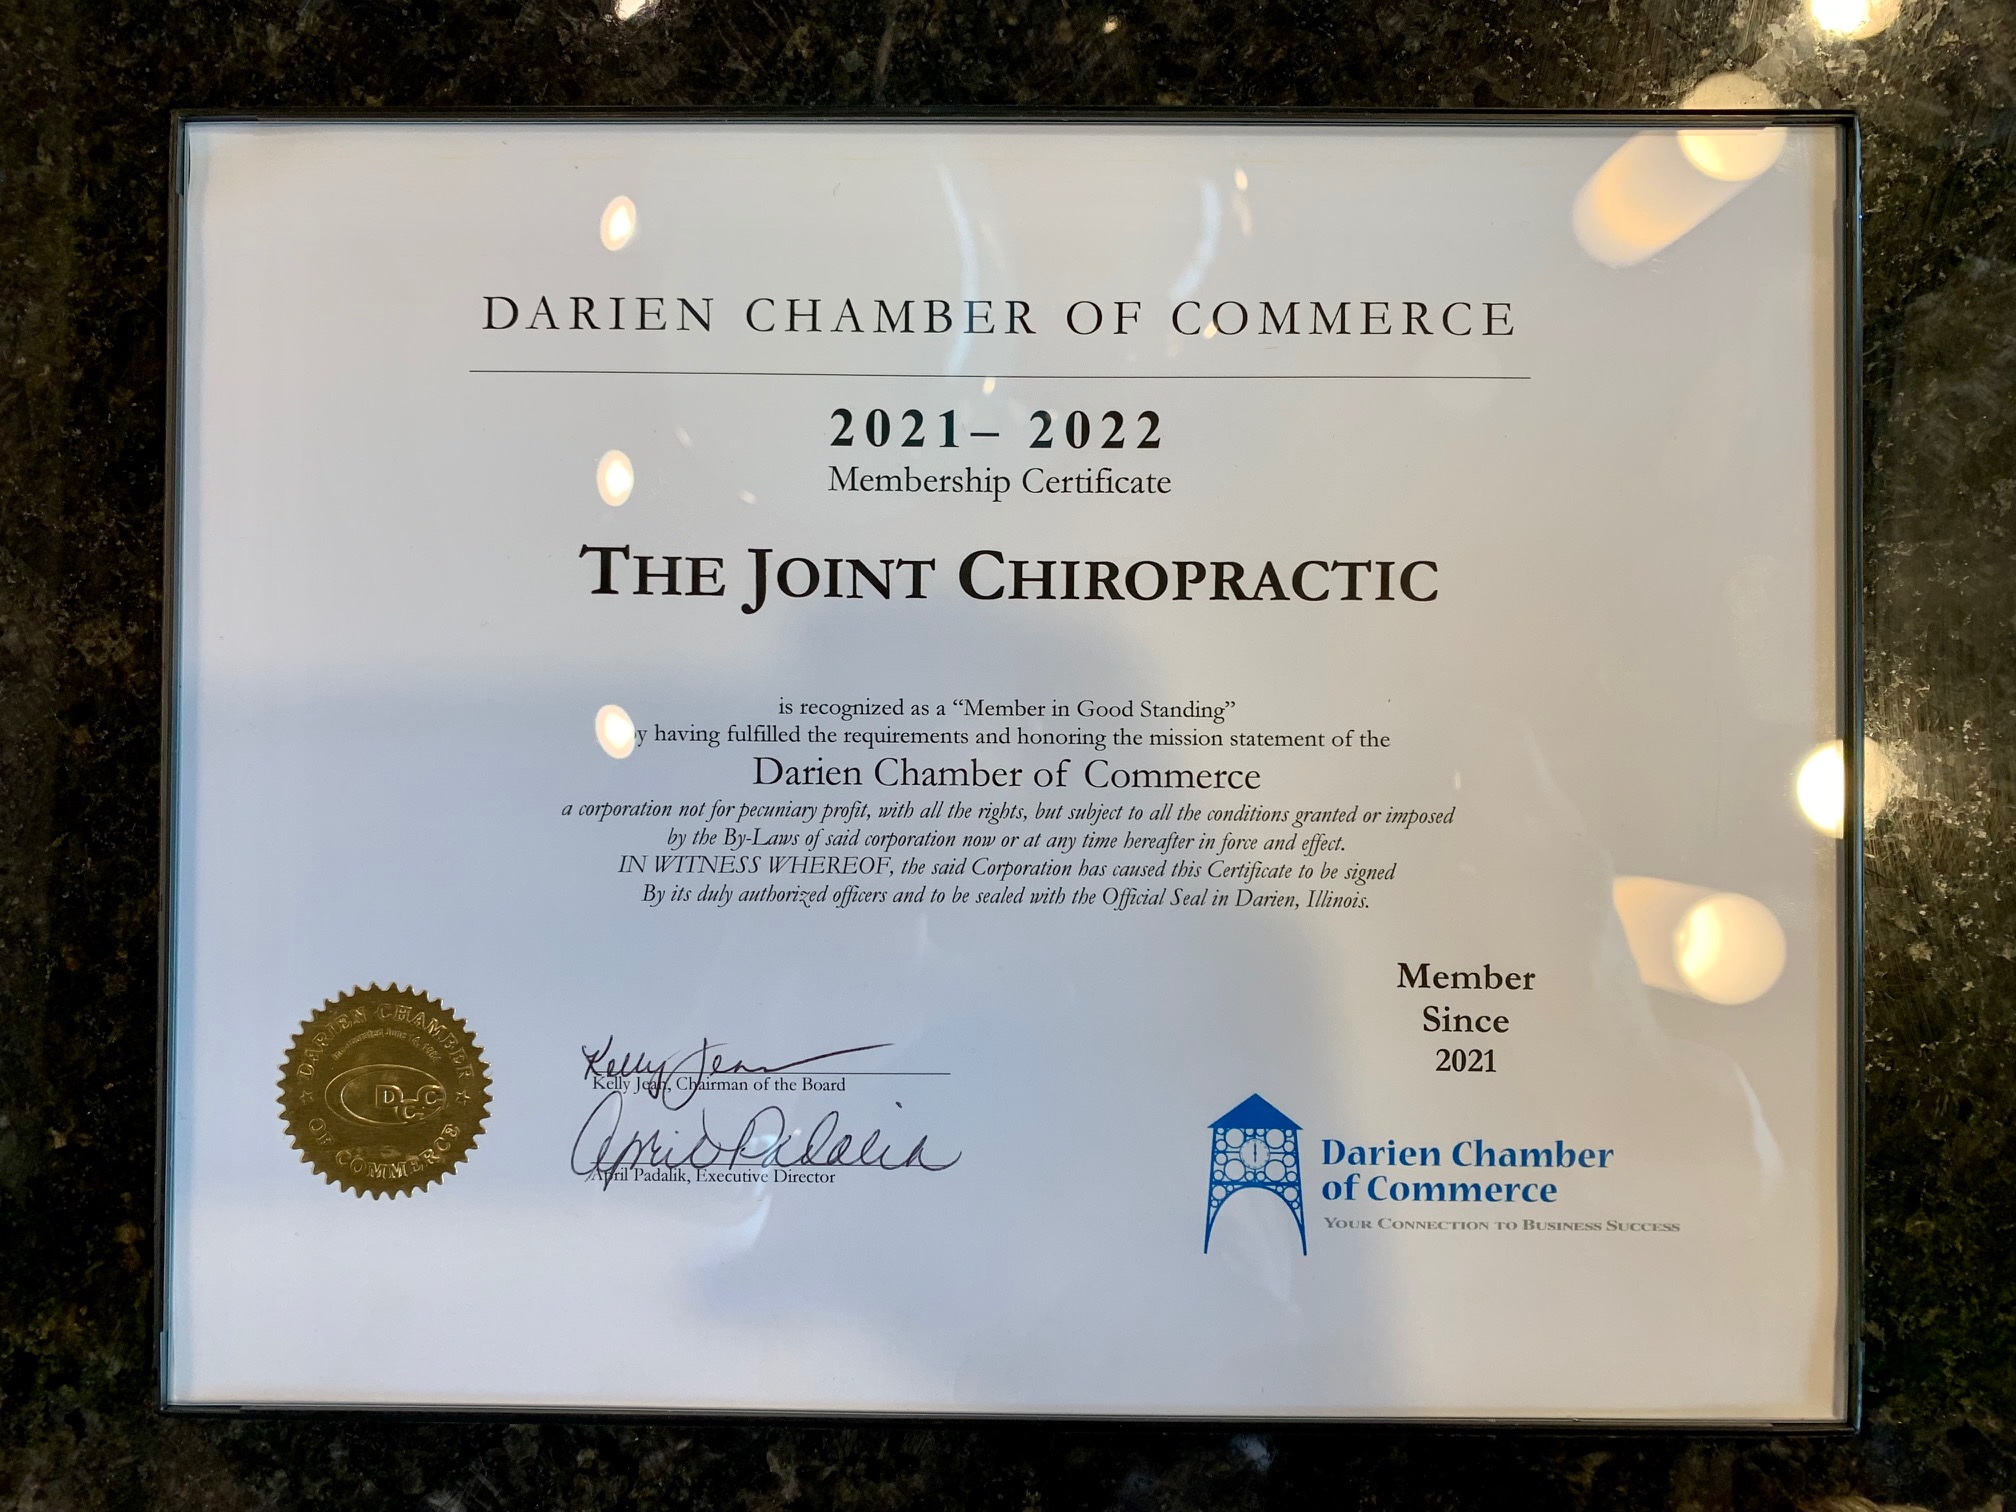 DARIEN CHAMBER OF COMMERCE
2021– 2022
Membership Certificate
THE JOINT CHIROPRACTIC
is recognized as a “Member in Good Standing”
y having fulfilled the requirements and honoring the mission statement of the
Darien Chamber of Commerce
a corporation not for pecuniary profit, with all the rights, but subject to all the conditions granted or imposed
by the By-Laws of said corporation now or at any time hereafter in force and effect.
IN WITNESS WHEREOF, the said Corporation has caused this Certificate to be signed
By its duly authorized officers and to be sealed with the Official Seal in Darien, Illinois.
Member
Since
2021
DARIEN CHAMBER
OF COMMERCE
DCC
Kelly Jean
Kelly Jean, Chairman of the Board
April Padalik
April Padalik, Executive Director
Darien Chamber
of Commerce
YOUR CONNECTION TO BUSINESS SUCCESS